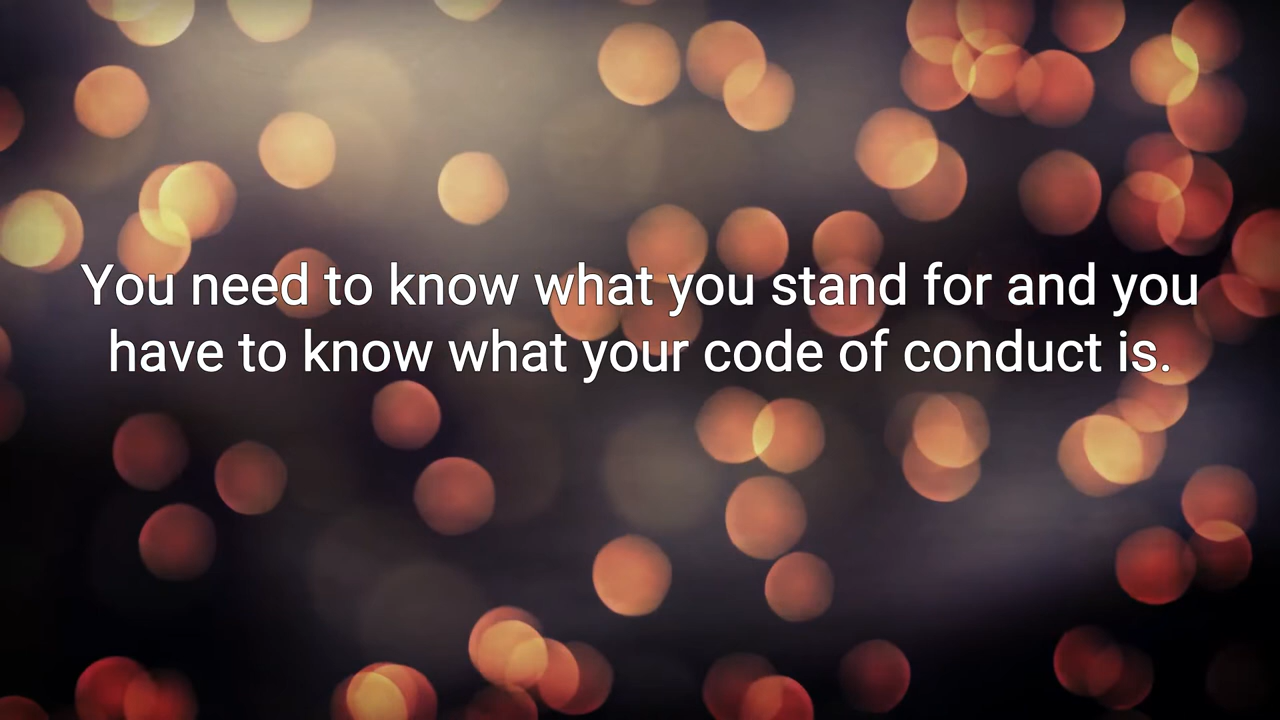 You need to know what you stand for and you
have to know what your code of conduct is.